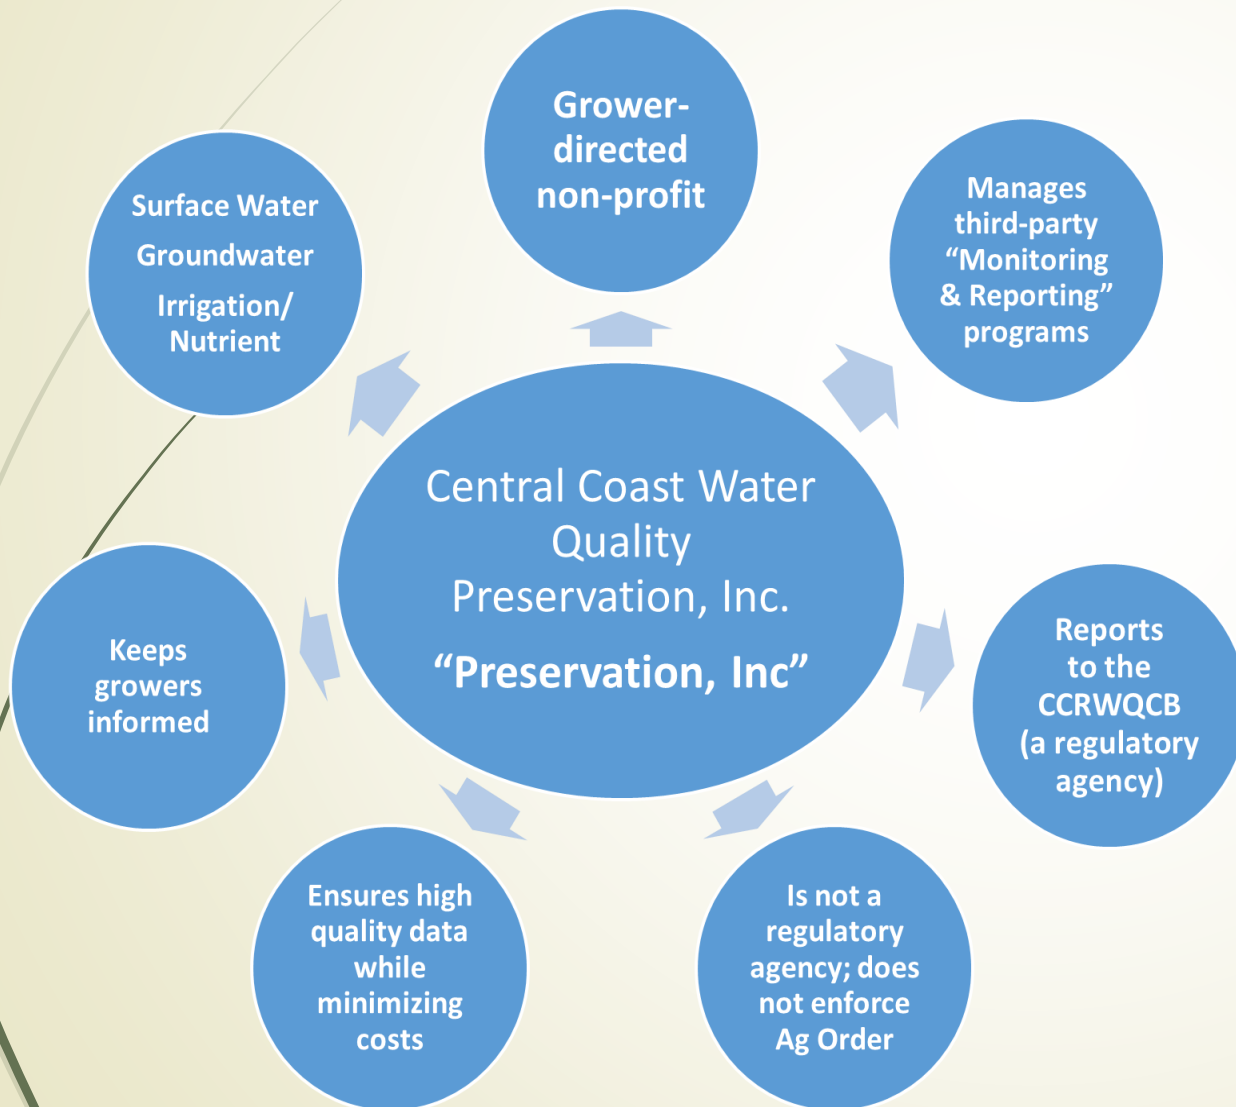 Grower-
directed
non-profit
Manages
third-party
“Monitoring
& Reporting”
programs
Reports
to the
CCRWQCB
(a regulatory
agency)
Is not a
regulatory
agency; does
not enforce
Ag Order
Ensures high
quality data
while
minimizing
costs
Keeps
growers
informed
Surface Water
Groundwater
Irrigation/
Nutrient
Central Coast Water
Quality
Preservation, Inc.
“Preservation, Inc”